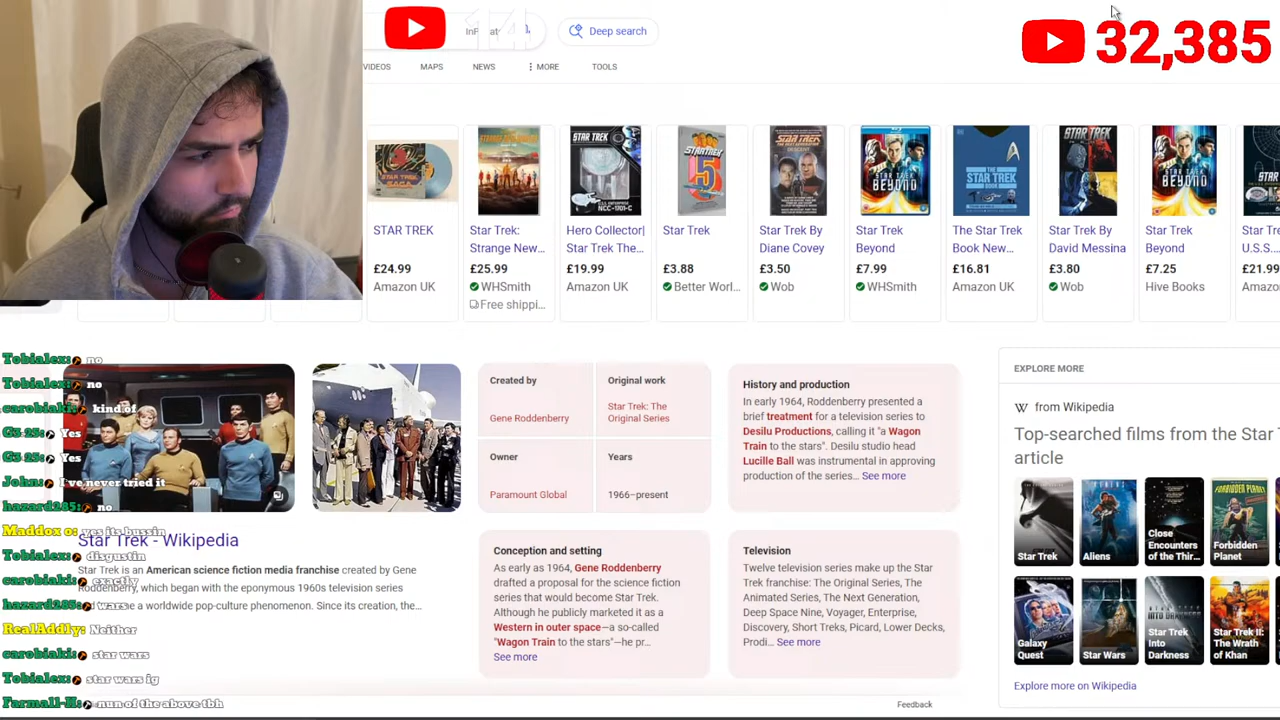 14
Deep search
32,385
VIDEOS
MAPS
NEWS
MORE
TOOLS
STAR TREK
£24.99
Amazon UK
Star Trek:
Strange New...
£25.99
WHSmith
Free shippi...
Hero Collector|
Star Trek The...
£19.99
Amazon UK
Star Trek
£3.88
Better Worl...
Star Trek By
Diane Covey
£3.50
Wob
Star Trek
Beyond
£7.99
WHSmith
The Star Trek
Book New...
£16.81
Amazon UK
Star Trek By
David Messina
£3.80
Wob
Star Trek
Beyond
£7.25
Hive Books
Star Trek
U.S.S....
£21.99
Amazon
Tobialex: no
Tobialex: no
carobiaki: kind of
G3 25: Yes
G3 25: Yes
John: I've never tried it
hazard285: no
Maddox o: yes its bussin
Tobialex: disgustin
carobiaki: exactly
hazard285: wars
RealAddly: Neither
carobiaki: star wars
Tobialex: star wars ig
Farmall-H: nun of the above tbh
Star Trek - Wikipedia
Star Trek is an American science fiction media franchise created by Gene
Roddenberry, which began with the eponymous 1960s television series
a worldwide pop-culture phenomenon. Since its creation, the...
Created by
Gene Roddenberry
Original work
Star Trek: The
Original Series
Owner
Paramount Global
Years
1966–present
History and production
In early 1964, Roddenberry presented a
brief treatment for a television series to
Desilu Productions, calling it "a Wagon
Train to the stars". Desilu studio head
Lucille Ball was instrumental in approving
production of the series... See more
Conception and setting
As early as 1964, Gene Roddenberry
drafted a proposal for the science fiction
series that would become Star Trek.
Although he publicly marketed it as a
Western in outer space—a so-called
"Wagon Train to the stars"—he pr...
See more
Television
Twelve television series make up the Star
Trek franchise: The Original Series, The
Animated Series, The Next Generation,
Deep Space Nine, Voyager, Enterprise,
Discovery, Short Treks, Picard, Lower Decks,
Prodi... See more
EXPLORE MORE
W from Wikipedia
Top-searched films from the Star
article
Star Trek
Aliens
Close
Encounters
of the Thir...
Forbidden
Planet
Galaxy
Quest
Star Wars
Star Trek
Into
Darkness
Star Trek II:
The Wrath
of Khan
Explore more on Wikipedia
Feedback